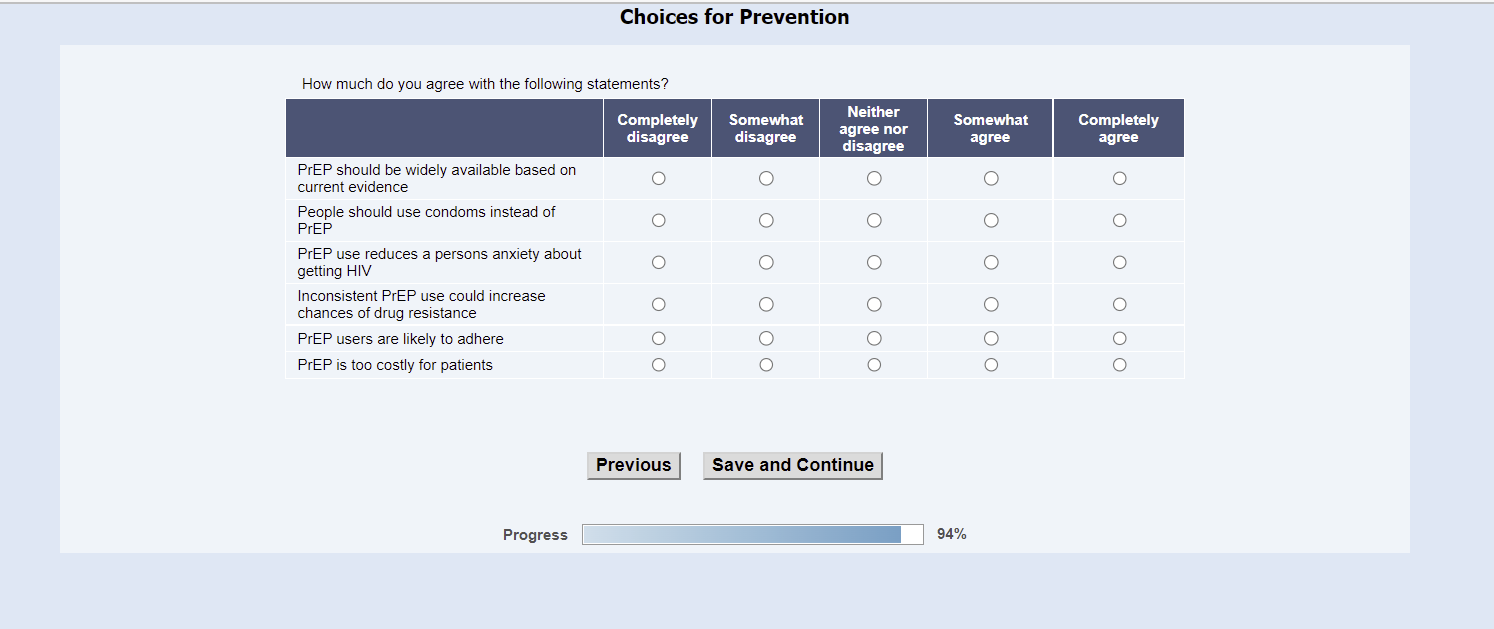 Choices for Prevention
How much do you agree with the following statements?
Completely
disagree
Somewhat
disagree
Neither
agree nor
disagree
Somewhat
agree
Completely
agree
PrEP should be widely available based on
current evidence
People should use condoms instead of
PrEP
PrEP use reduces a persons anxiety about
getting HIV
Inconsistent PrEP use could increase
chances of drug resistance
PrEP users are likely to adhere
PrEP is too costly for patients
Previous
Save and Continue
Progress
94%